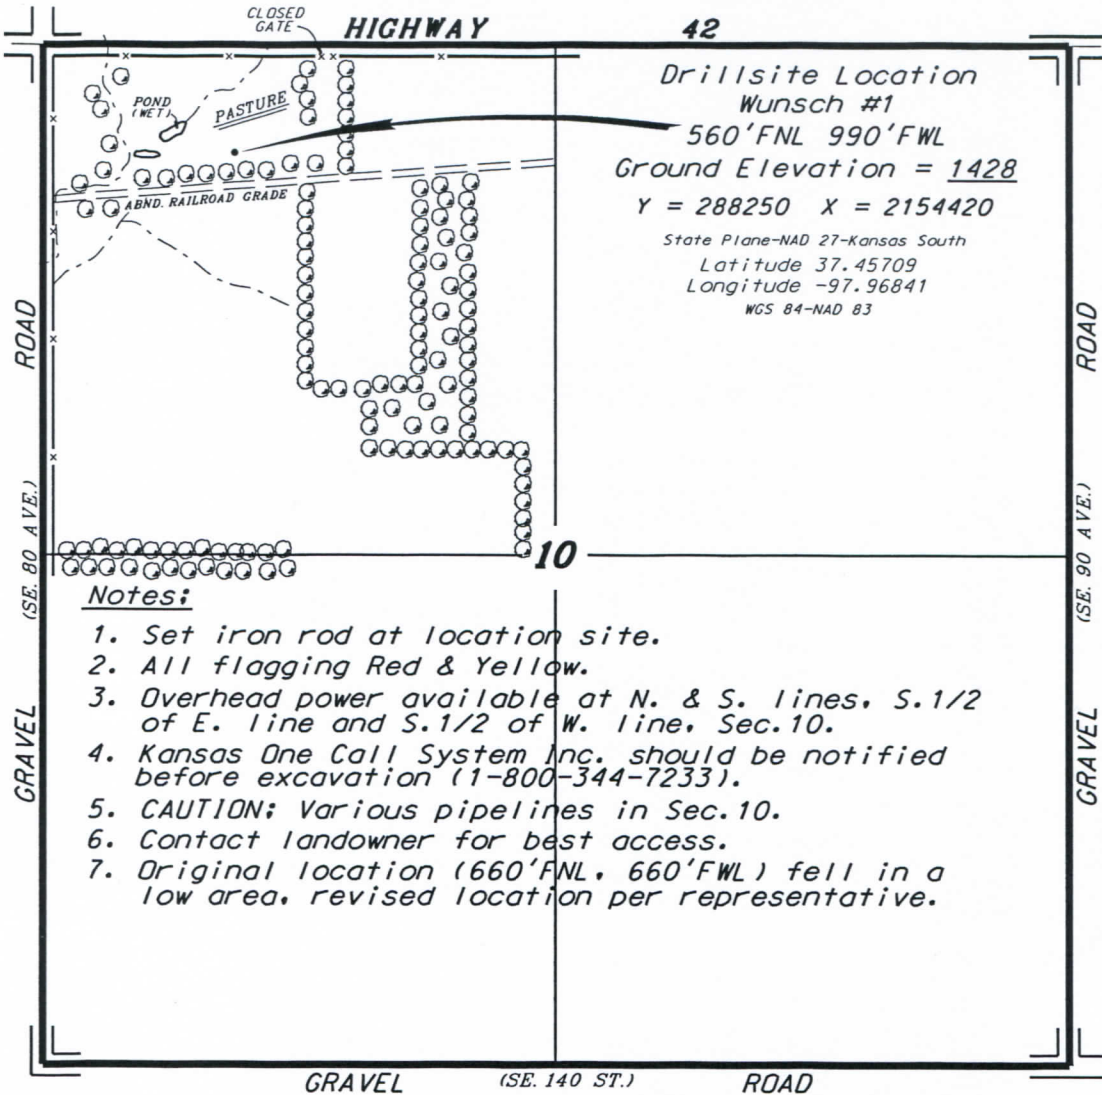 CLOSED
GATE
HIGHWAY 42
POND
(WET)
PASTURE
ABND. RAILROAD GRADE
Drillsite Location
Wunsch #1
560'FNL 990'FWL
Ground Elevation = 1428
Y = 288250 X = 2154420
State Plane-NAD 27-Kansas South
Latitude 37.45709
Longitude -97.96841
WGS 84-NAD 83
GRAVEL (SE. 80 AVE.) ROAD
GRAVEL (SE. 90 AVE.) ROAD
10
Notes:
1. Set iron rod at location site.
2. All flagging Red & Yellow.
3. Overhead power available at N. & S. lines, S.1/2
of E. line and S.1/2 of W. line, Sec.10.
4. Kansas One Call System Inc. should be notified
before excavation (1-800-344-7233).
5. CAUTION: Various pipelines in Sec.10.
6. Contact landowner for best access.
7. Original location (660'FNL, 660'FWL) fell in a
low area, revised location per representative.
GRAVEL (SE. 140 ST.) ROAD